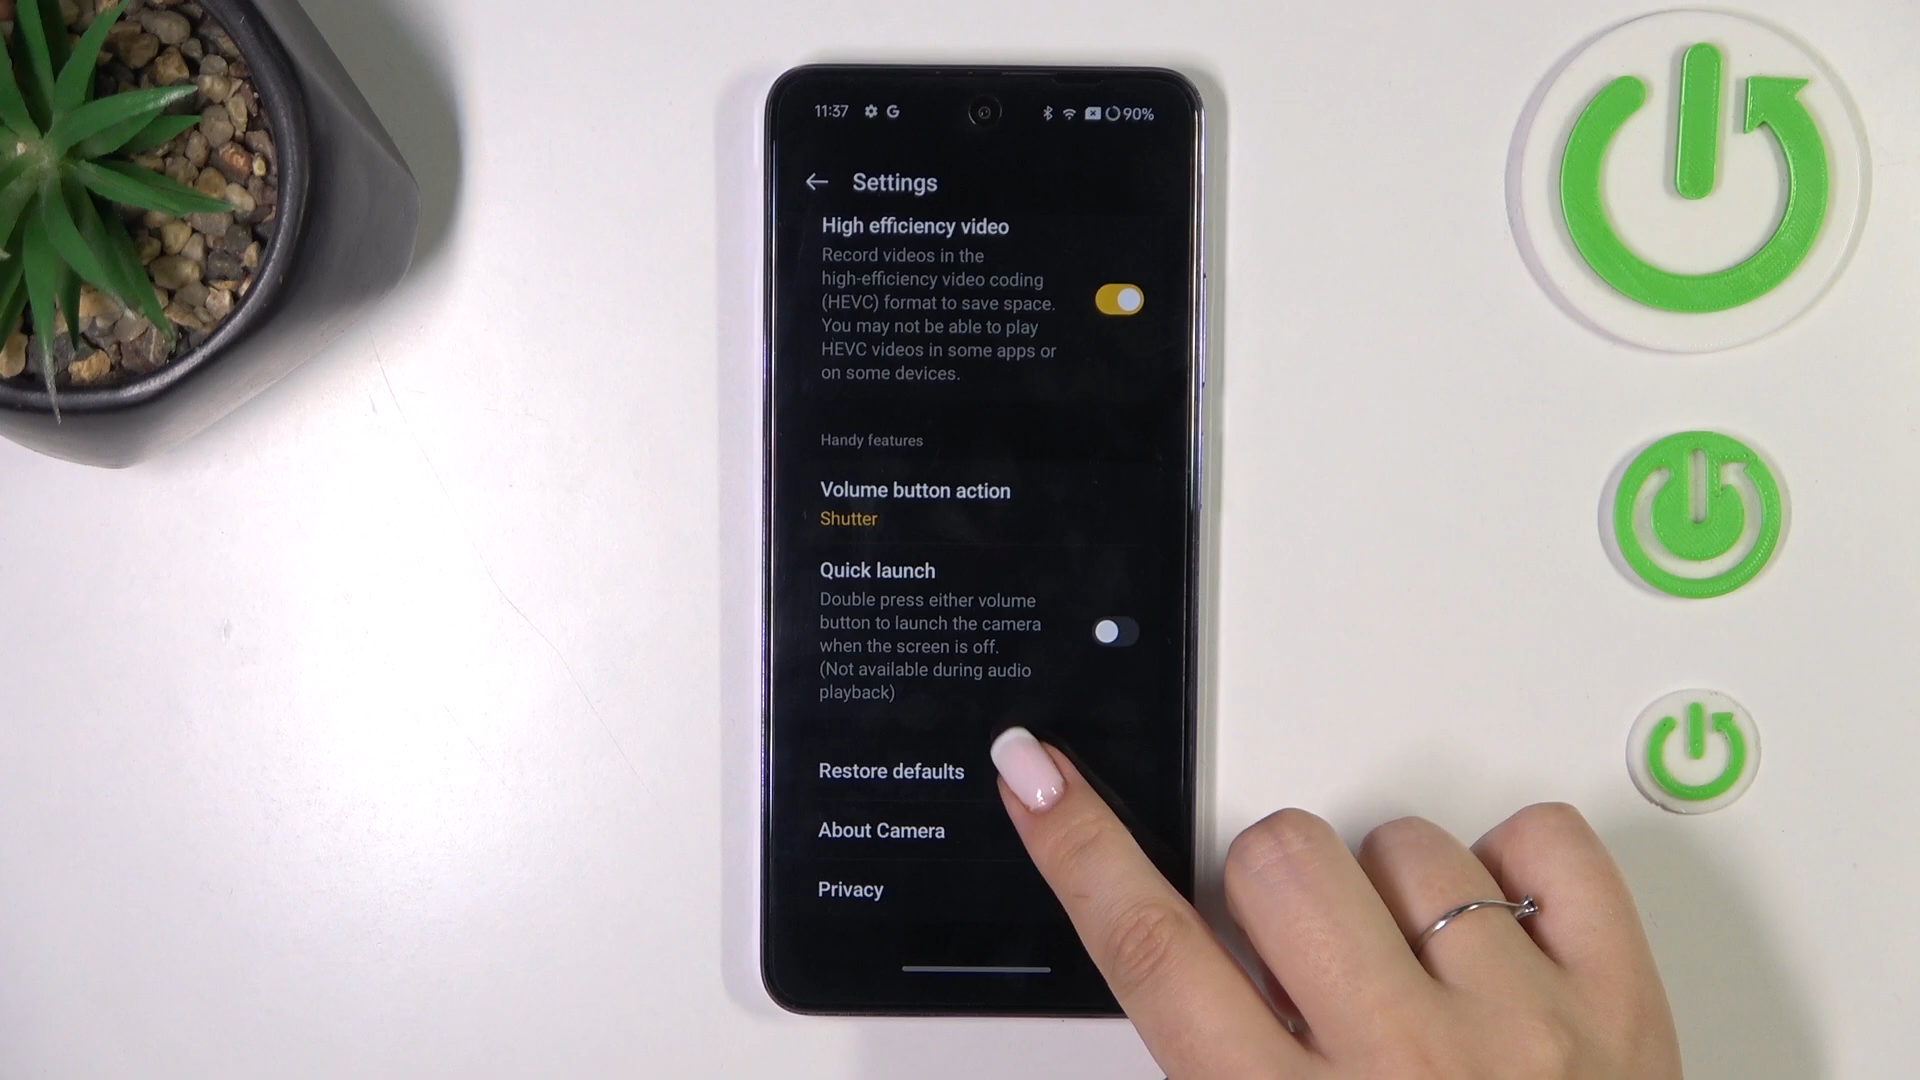 11:37 G 90%
Settings
High efficiency video
Record videos in the
high-efficiency video coding
(HEVC) format to save space.
You may not be able to play
HEVC videos in some apps or
on some devices.
Handy features
Volume button action
Shutter
Quick launch
Double press either volume
button to launch the camera
when the screen is off.
(Not available during audio
playback)
Restore defaults
About Camera
Privacy